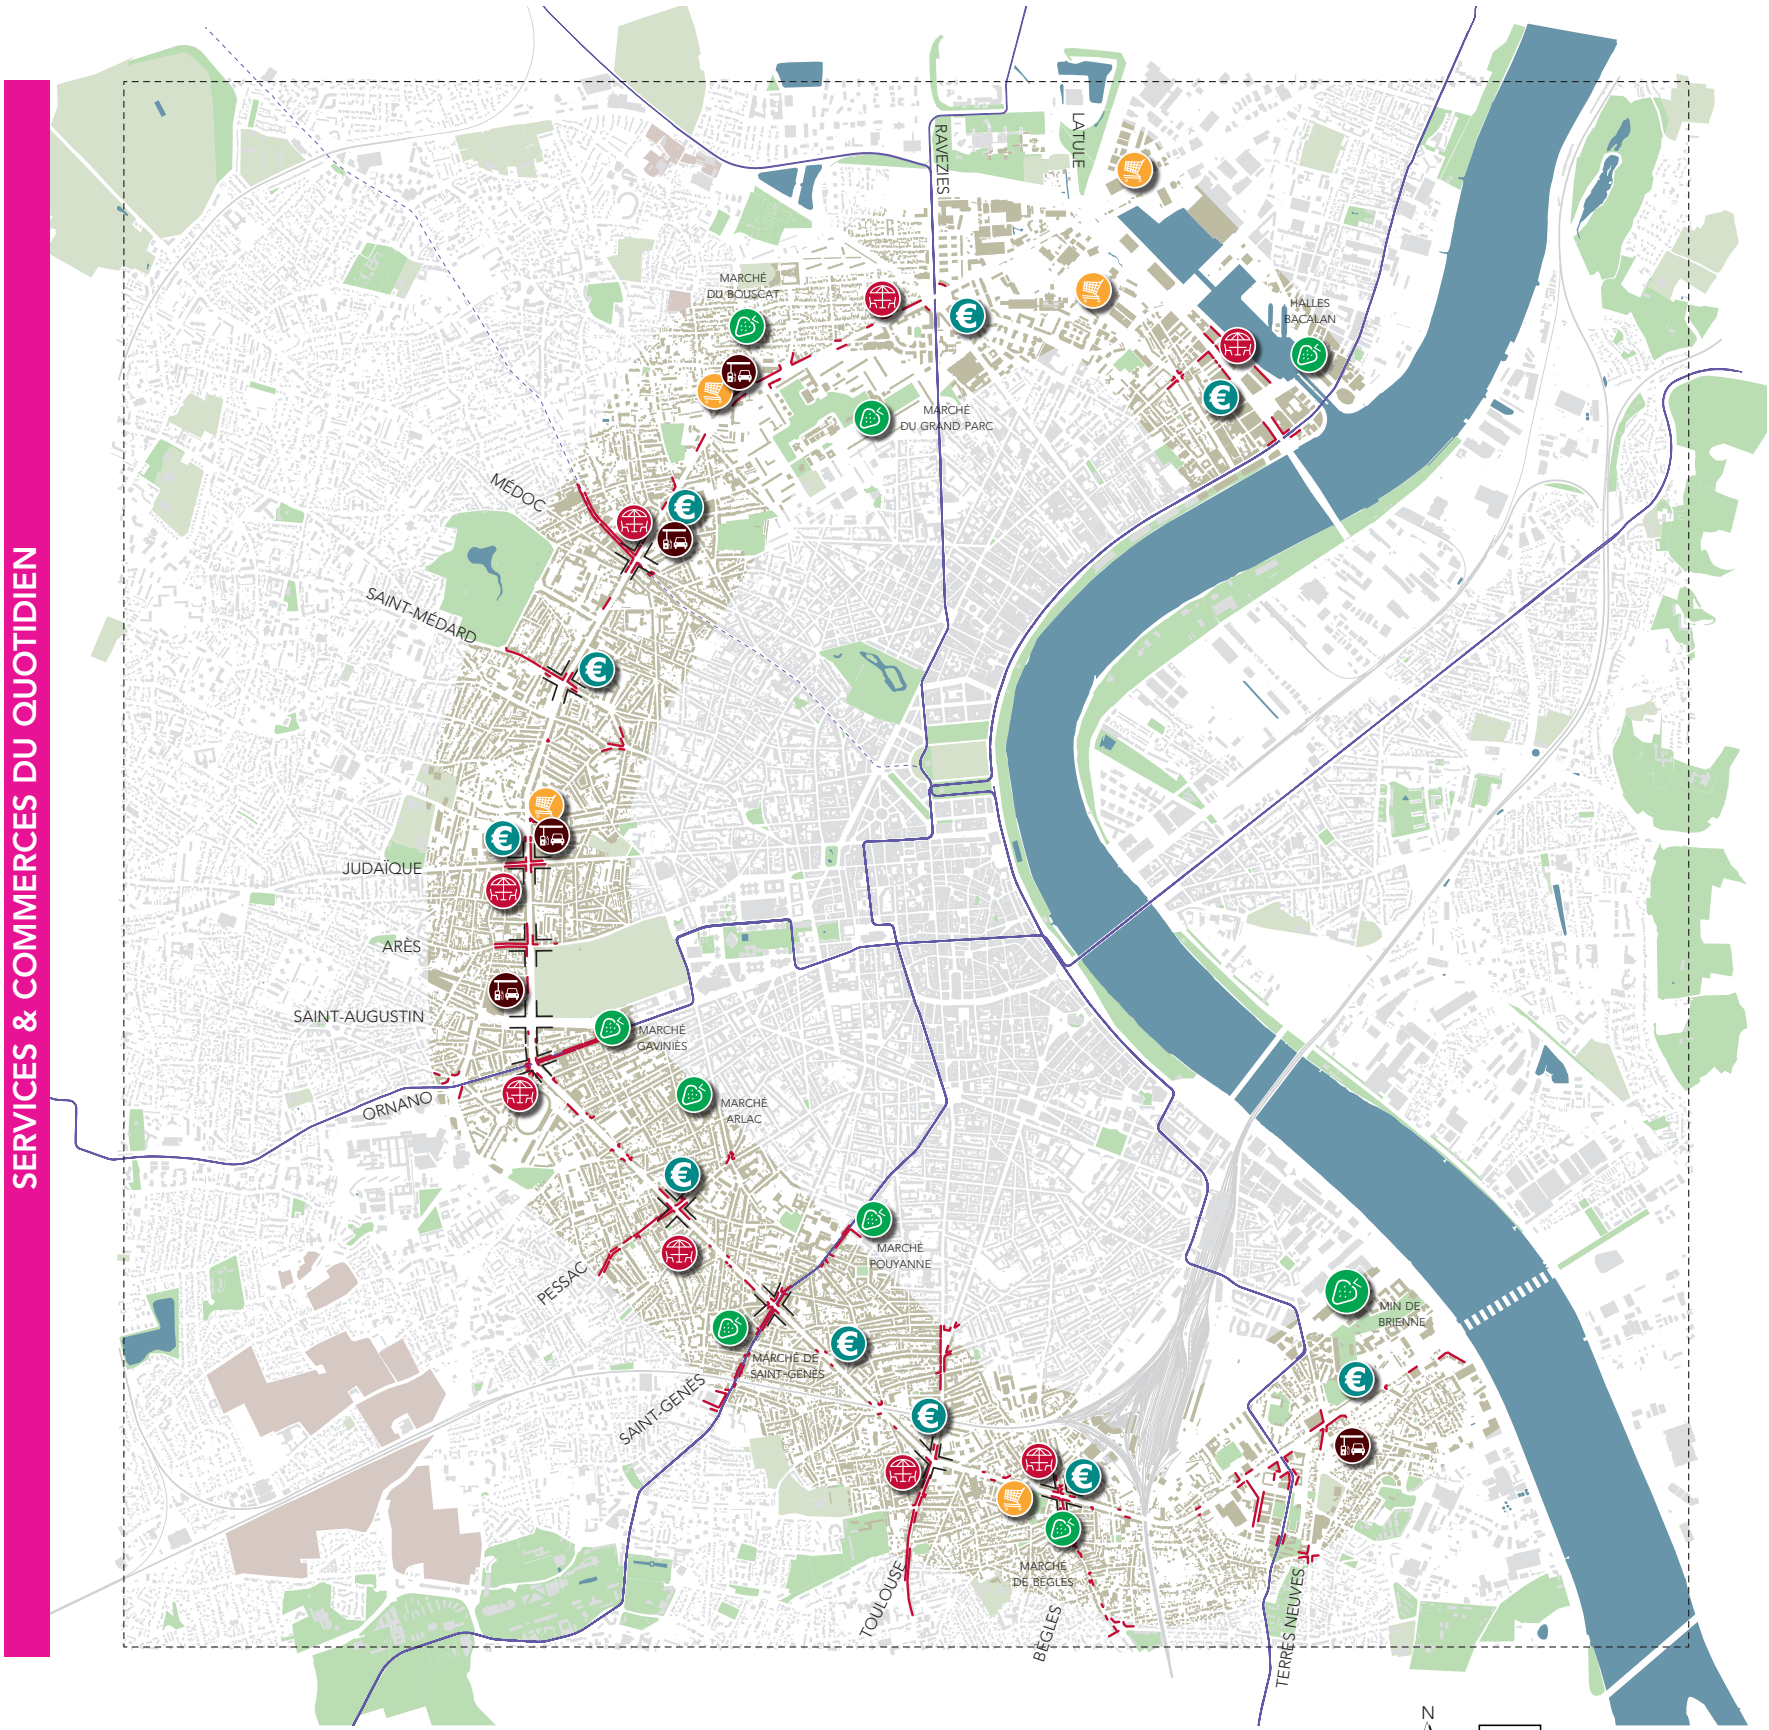 SERVICES & COMMERCES DU QUOTIDIEN
RAVEZIES
LATULE
MARCHÉ
DU BOUSCAT
HALLES
BACALAN
MARCHÉ
DU GRAND PARC
MÉDOC
SAINT-MÉDARD
JUDAÏQUE
ARÈS
SAINT-AUGUSTIN
MARCHÉ
GAVINIÈS
ORNANO
MARCHÉ
ARLAC
MARCHÉ
POUYANNE
PESSAC
MIN DE
BRIENNE
MARCHÉ DE
SAINT-GENÈS
SAINT-GENÈS
MARCHÉ
DE BÈGLES
TOULOUSE
BÈGLES
TERRES NEUVES
N
€
€
€
€
€
€
€
€
€
€